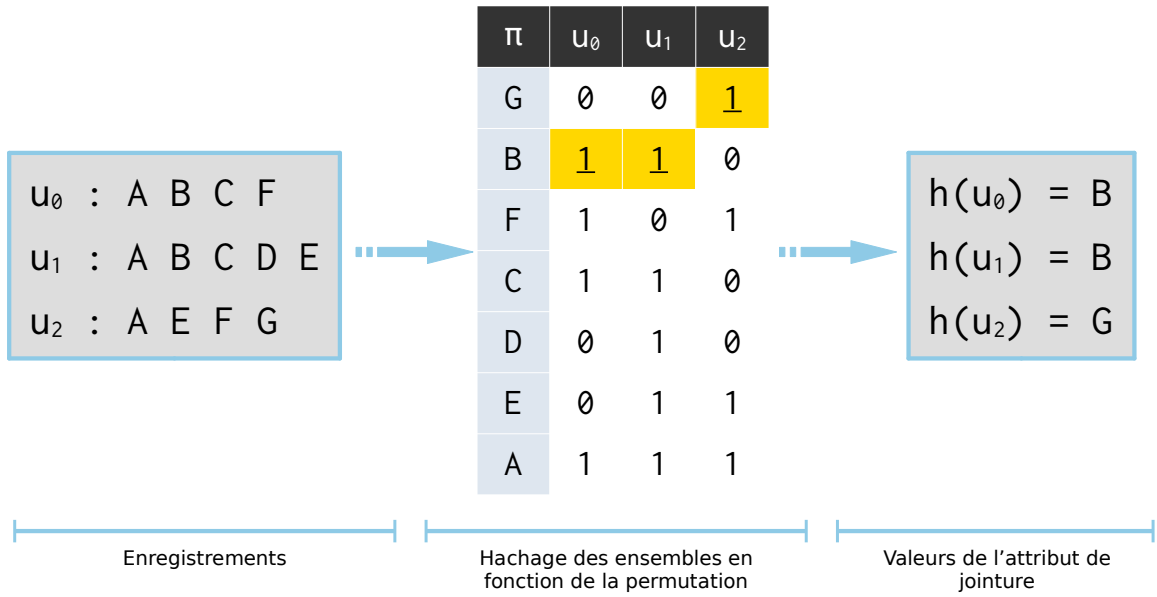 π u₀ u₁ u₂
G 0 0 1
B 1 1 0
F 1 0 1
C 1 1 0
D 0 1 0
E 0 1 1
A 1 1 1
u₀ : A B C F
u₁ : A B C D E
u₂ : A E F G
h(u₀) = B
h(u₁) = B
h(u₂) = G
Enregistrements
Hachage des ensembles en
fonction de la permutation
Valeurs de l’attribut de
jointure